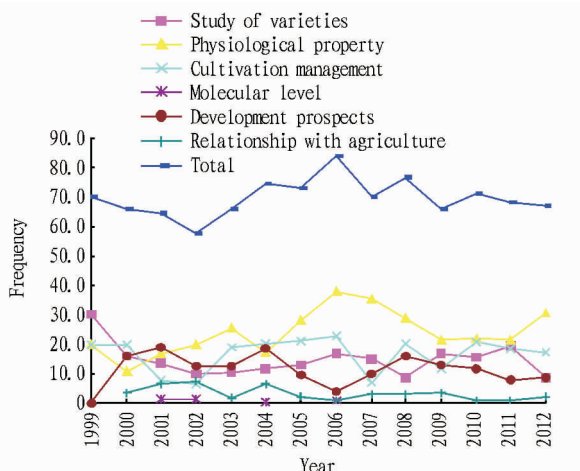 Study of varieties
Physiological property
Cultivation management
Molecular level
Development prospects
Relationship with agriculture
Total
90.0
80.0
70.0
60.0
50.0
40.0
30.0
20.0
10.0
0
Frequency
1999 2000 2001 2002 2003 2004 2005 2006 2007 2008 2009 2010 2011 2012
Year